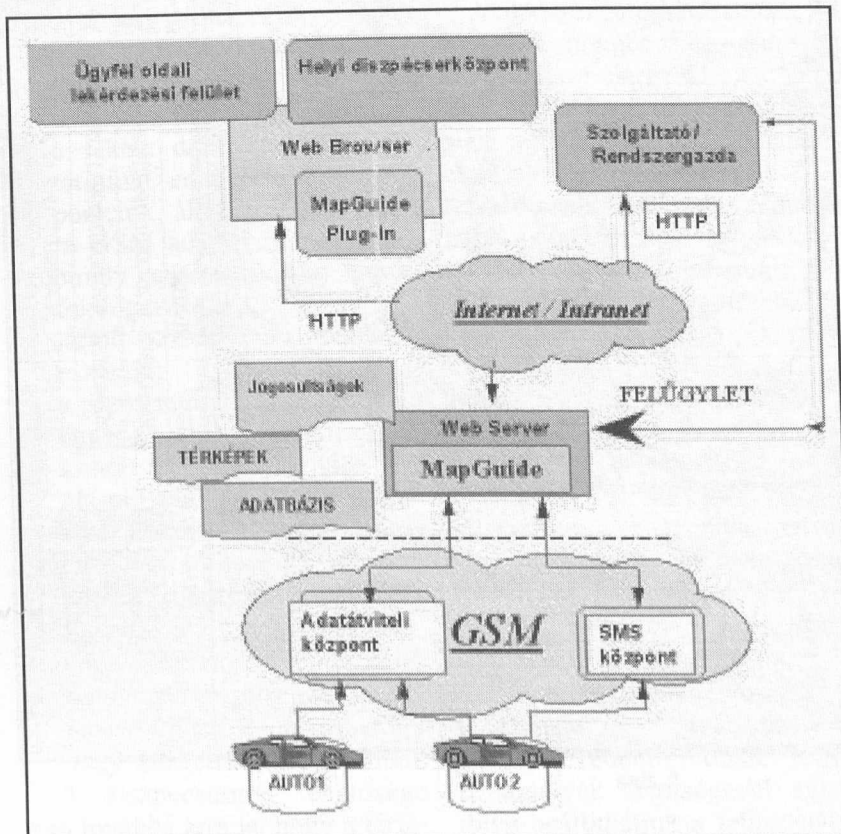 Ügyfél oldali
lekérdezési felület
Helyi diszpécserközpont
Web Browser
MapGuide
Plug-In
Szolgáltató/
Rendszergazda
HTTP
HTTP
Internet / Intranet
Jogosultságek
FELÜGYLET
Web Server
MapGuide
TÉRKÉPEK
ADATBÁZIS
Adatátviteli
központ
GSM
SMS
központ
AUTO1
AUTO2